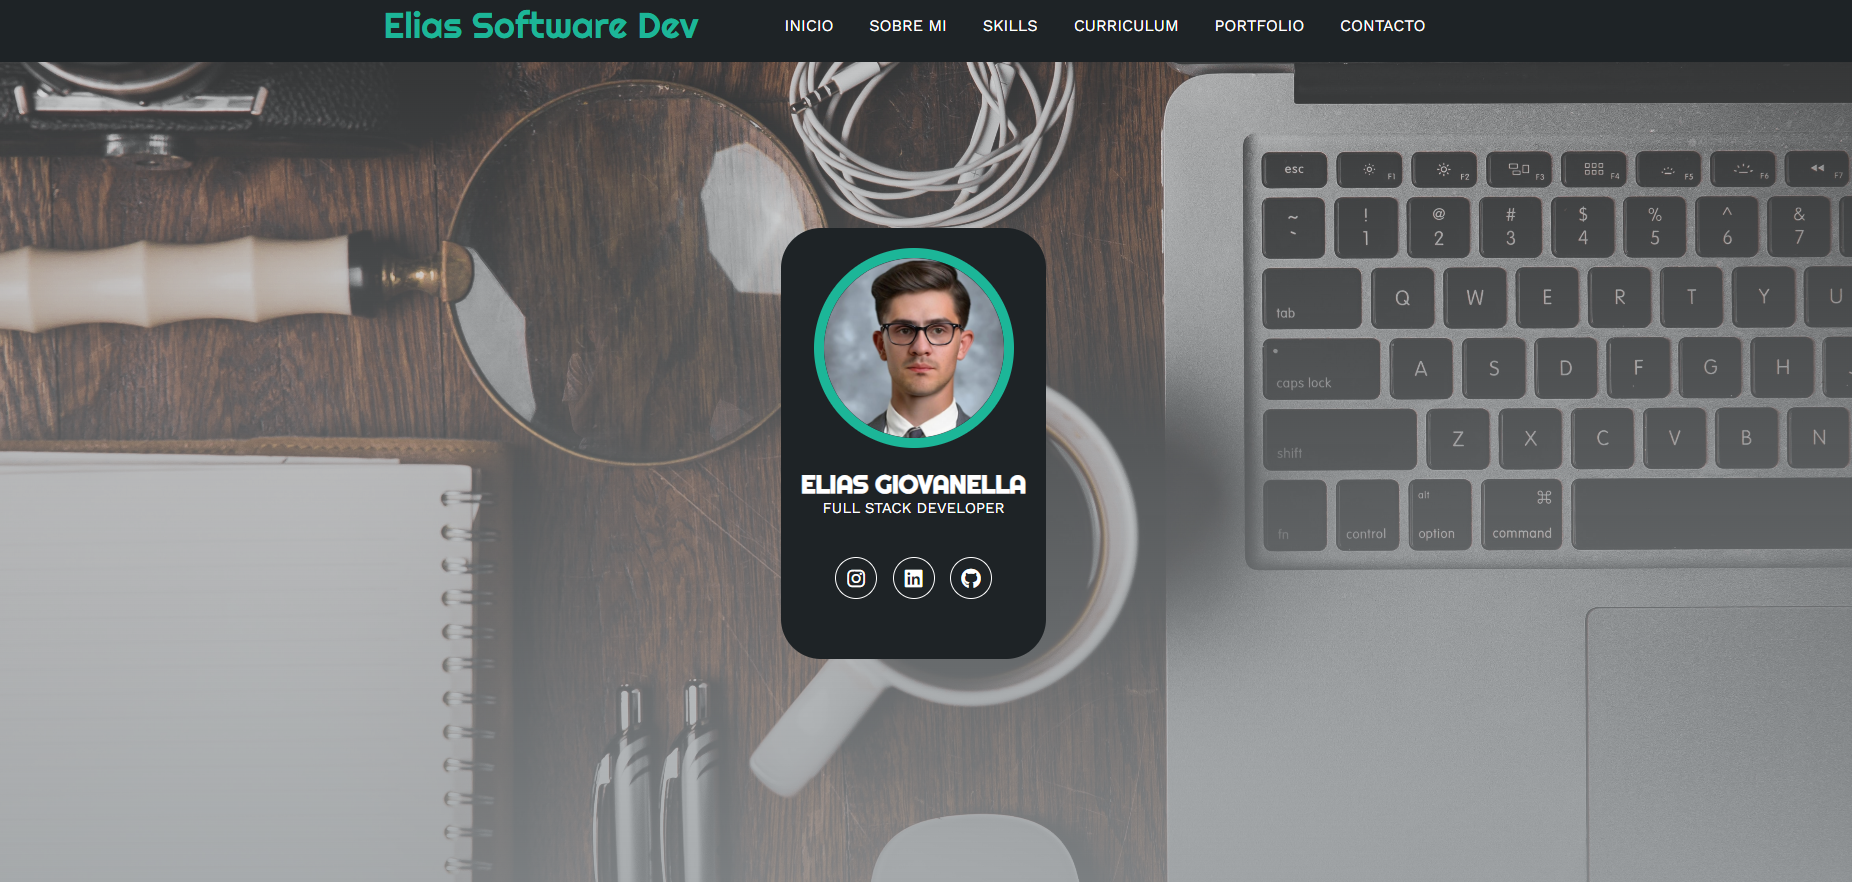 Elias Software Dev
INICIO SOBRE MI SKILLS CURRICULUM PORTFOLIO CONTACTO
ELIAS GIOVANELLA
FULL STACK DEVELOPER
in
esc F1 F2 F3 F4 F5 F6 F7
~ ! @ # $ % ^ &
` 1 2 3 4 5 6 7
tab Q W E R T Y U
caps lock A S D F G H
shift Z X C V B N
alt ⌘
fn control option command